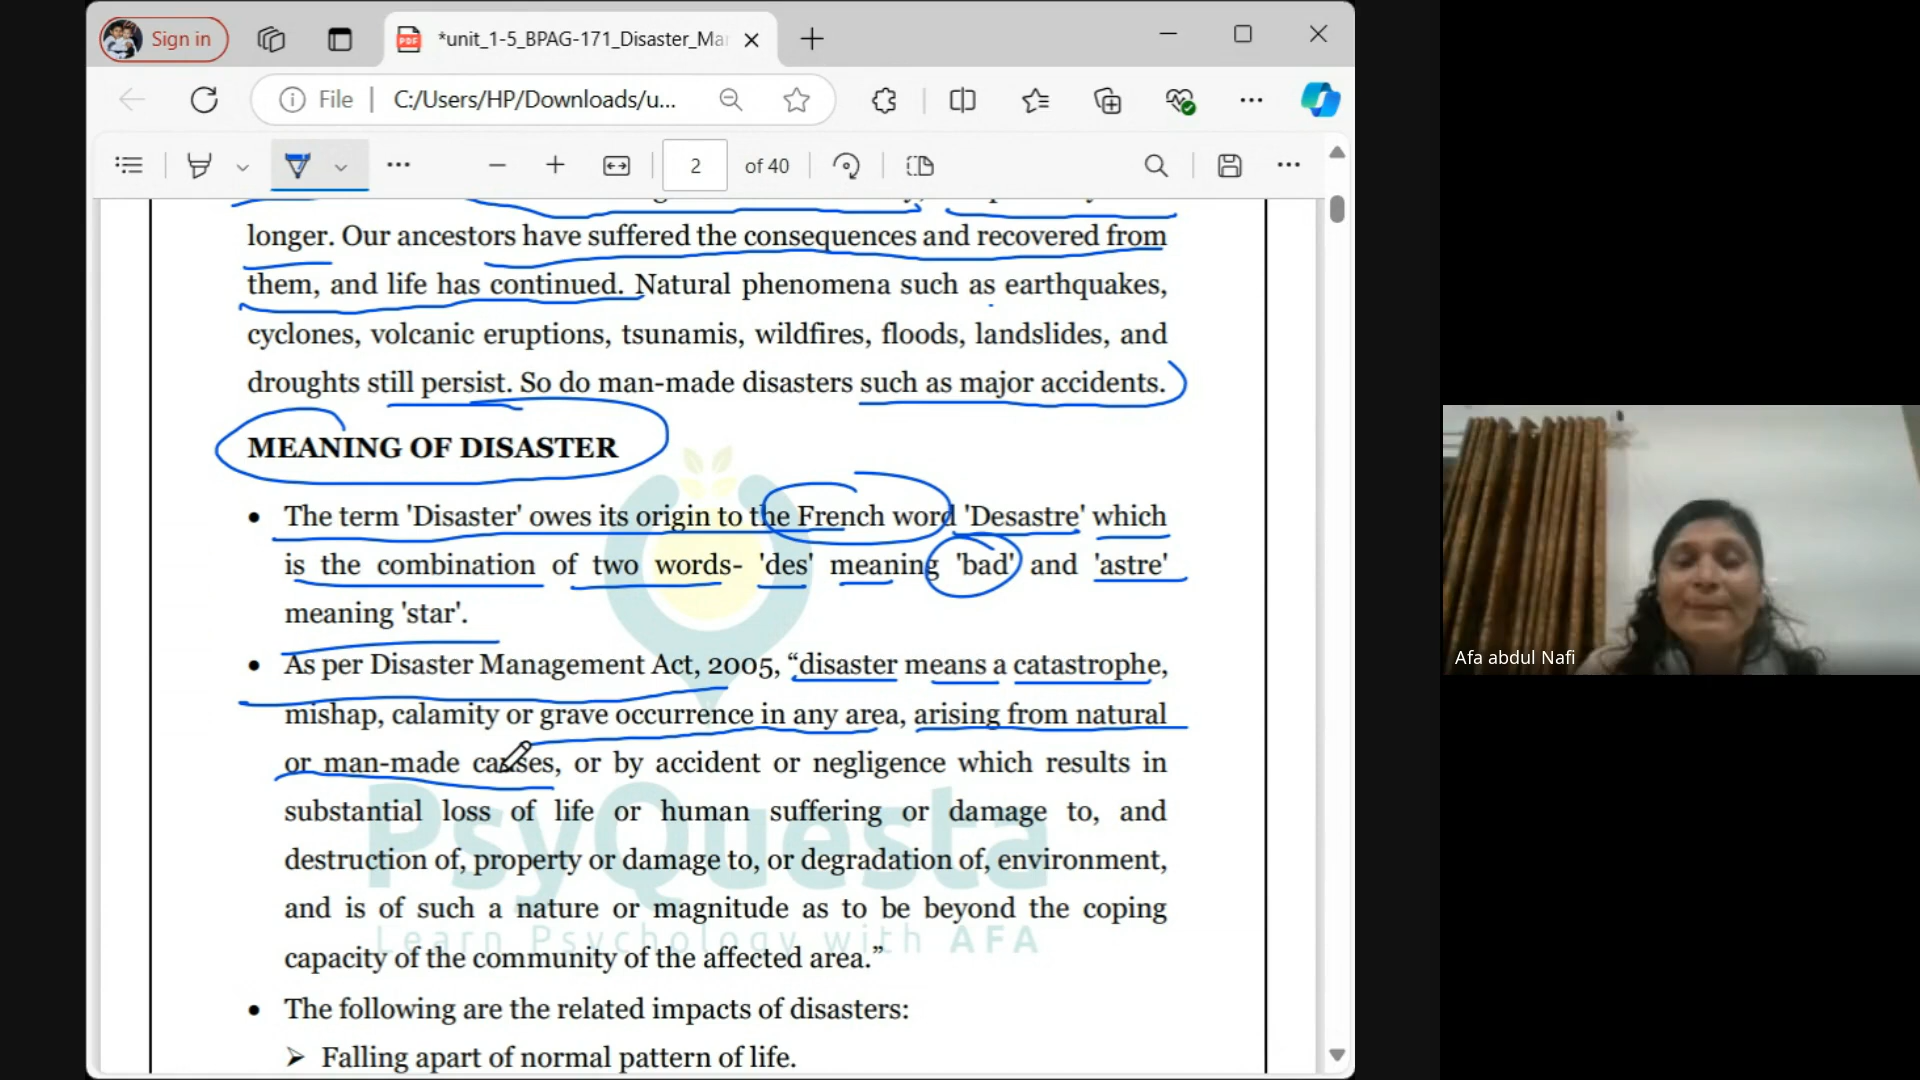 Sign in
*unit_1-5_BPAG-171_Disaster_Mar
File
C:/Users/HP/Downloads/u...
2 of 40
longer. Our ancestors have suffered the consequences and recovered from
them, and life has continued. Natural phenomena such as earthquakes,
cyclones, volcanic eruptions, tsunamis, wildfires, floods, landslides, and
droughts still persist. So do man-made disasters such as major accidents.
MEANING OF DISASTER
• The term 'Disaster' owes its origin to the French word 'Desastre' which
is the combination of two words- 'des' meaning 'bad' and 'astre'
meaning 'star'.
• As per Disaster Management Act, 2005, “disaster means a catastrophe,
mishap, calamity or grave occurrence in any area, arising from natural
or man-made causes, or by accident or negligence which results in
substantial loss of life or human suffering or damage to, and
destruction of, property or damage to, or degradation of, environment,
and is of such a nature or magnitude as to be beyond the coping
capacity of the community of the affected area.”
• The following are the related impacts of disasters:
➢ Falling apart of normal pattern of life.
PsyQuesta
Learn Psychology with AFA
Afa abdul Nafi